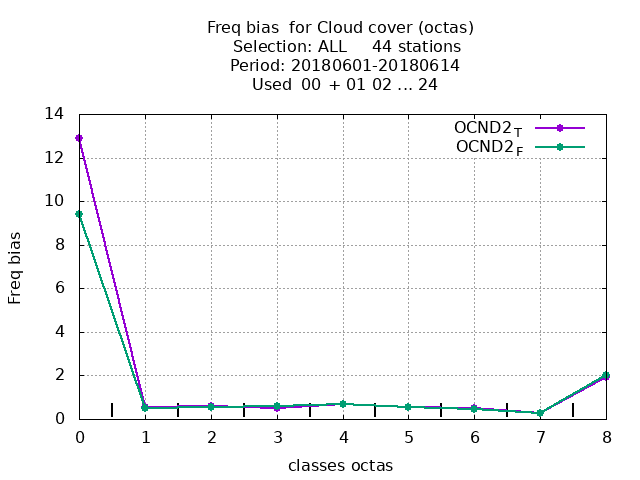 Freq bias  for Cloud cover (octas)
Selection: ALL     44 stations
Period: 20180601-20180614
Used  00 + 01 02 ... 24
14
12
10
8
6
4
2
0
Freq bias
OCND2_T
OCND2_F
0 1 2 3 4 5 6 7 8
classes octas